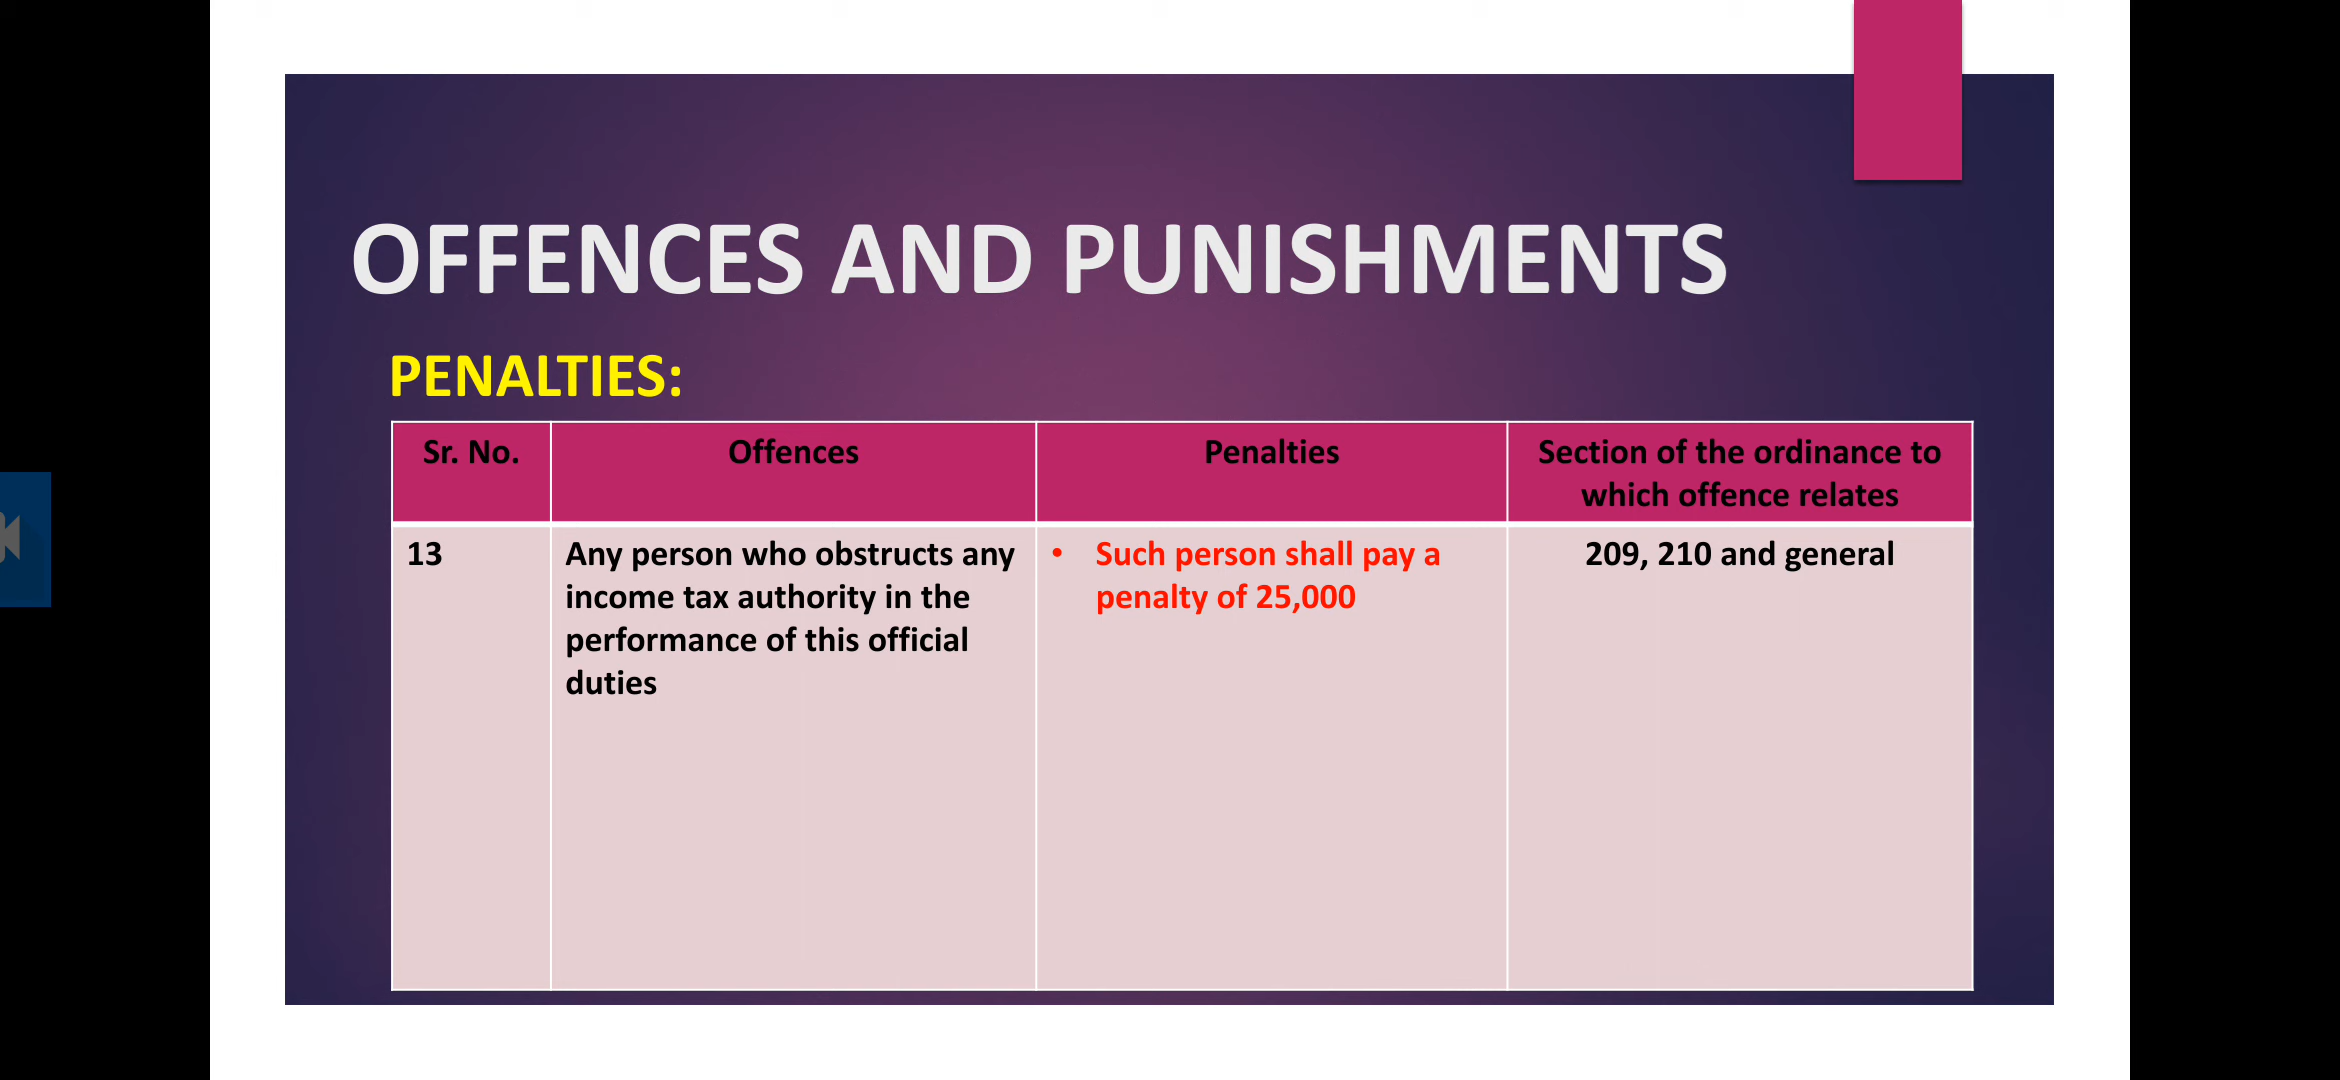 OFFENCES AND PUNISHMENTS
PENALTIES:
Sr. No.
Offences
Penalties
Section of the ordinance to
which offence relates
13
Any person who obstructs any
income tax authority in the
performance of this official
duties
• Such person shall pay a
penalty of 25,000
209, 210 and general